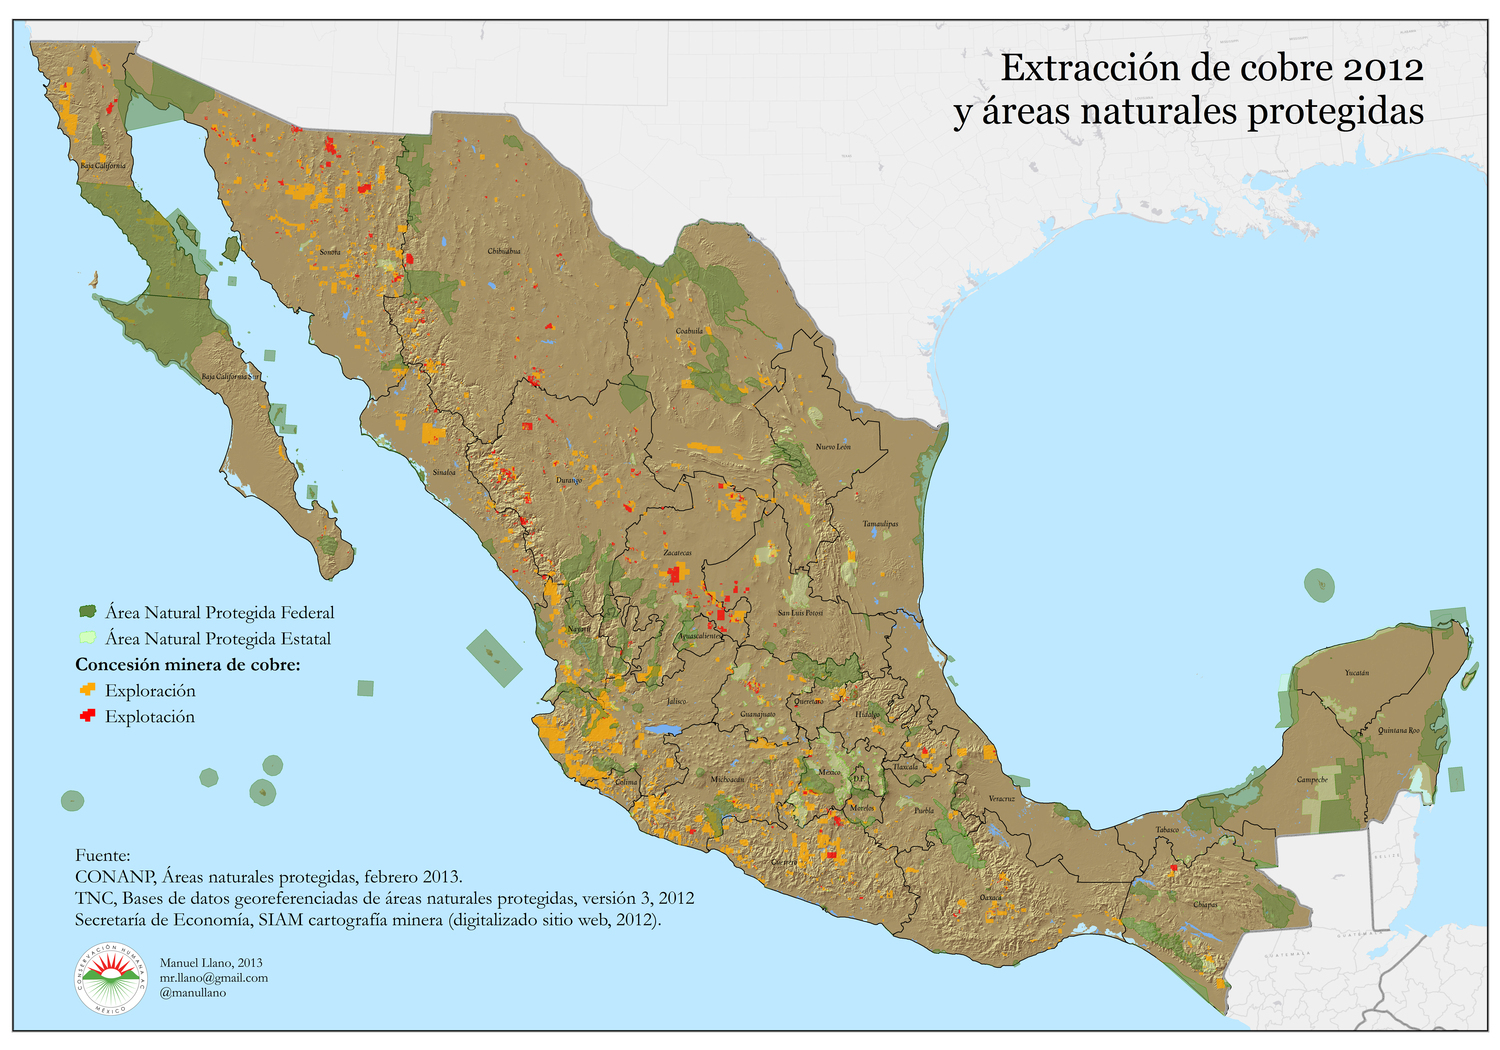 Extracción de cobre 2012
y áreas naturales protegidas
Baja California
Sonora
Chihuahua
Coahuila
Baja California Sur
Nuevo León
Sinaloa
Durango
Tamaulipas
Zacatecas
San Luis Potosí
Nayarit
Aguascalientes
Jalisco
Guanajuato
Querétaro
Hidalgo
Yucatán
Quintana Roo
Campeche
Colima
Michoacán
México
D.F.
Tlaxcala
Morelos
Puebla
Veracruz
Tabasco
Guerrero
Oaxaca
Chiapas
BELIZE
GUATEMALA
GUATEMALA
Área Natural Protegida Federal
Área Natural Protegida Estatal
Concesión minera de cobre:
Exploración
Explotación
Fuente:
CONANP, Áreas naturales protegidas, febrero 2013.
TNC, Bases de datos georeferenciadas de áreas naturales protegidas, versión 3, 2012
Secretaría de Economía, SIAM cartografía minera (digitalizado sitio web, 2012).
CONSERVACIÓN HUMANA A.C.
MÉXICO
Manuel Llano, 2013
mr.llano@gmail.com
@manullano